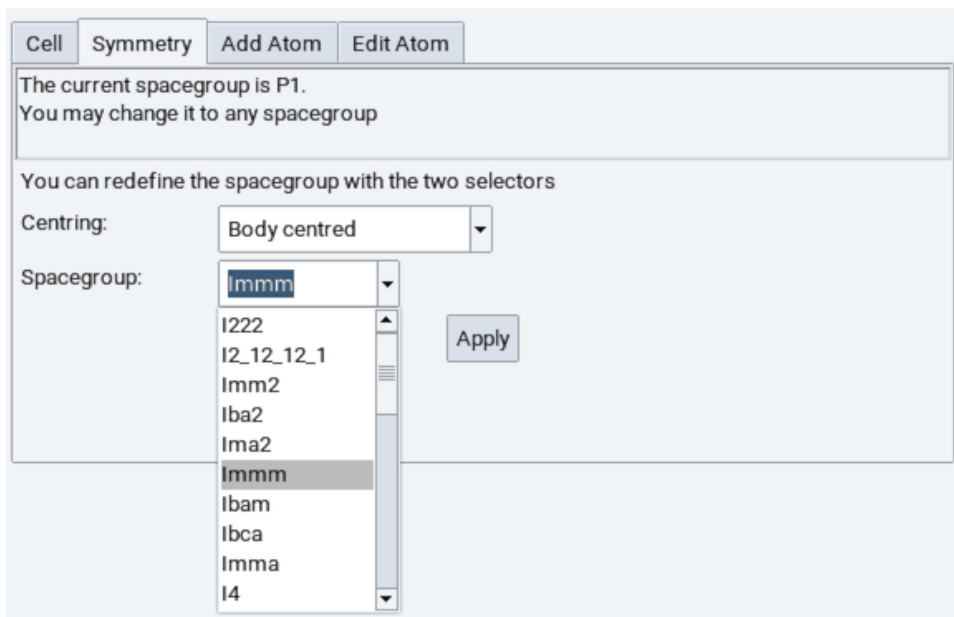 Cell Symmetry Add Atom Edit Atom
The current spacegroup is P1.
You may change it to any spacegroup
You can redefine the spacegroup with the two selectors
Centring: Body centred
Spacegroup: Immm
I222
Apply
I2_12_12_1
Imm2
Iba2
Ima2
Immm
Ibam
Ibca
Imma
I4